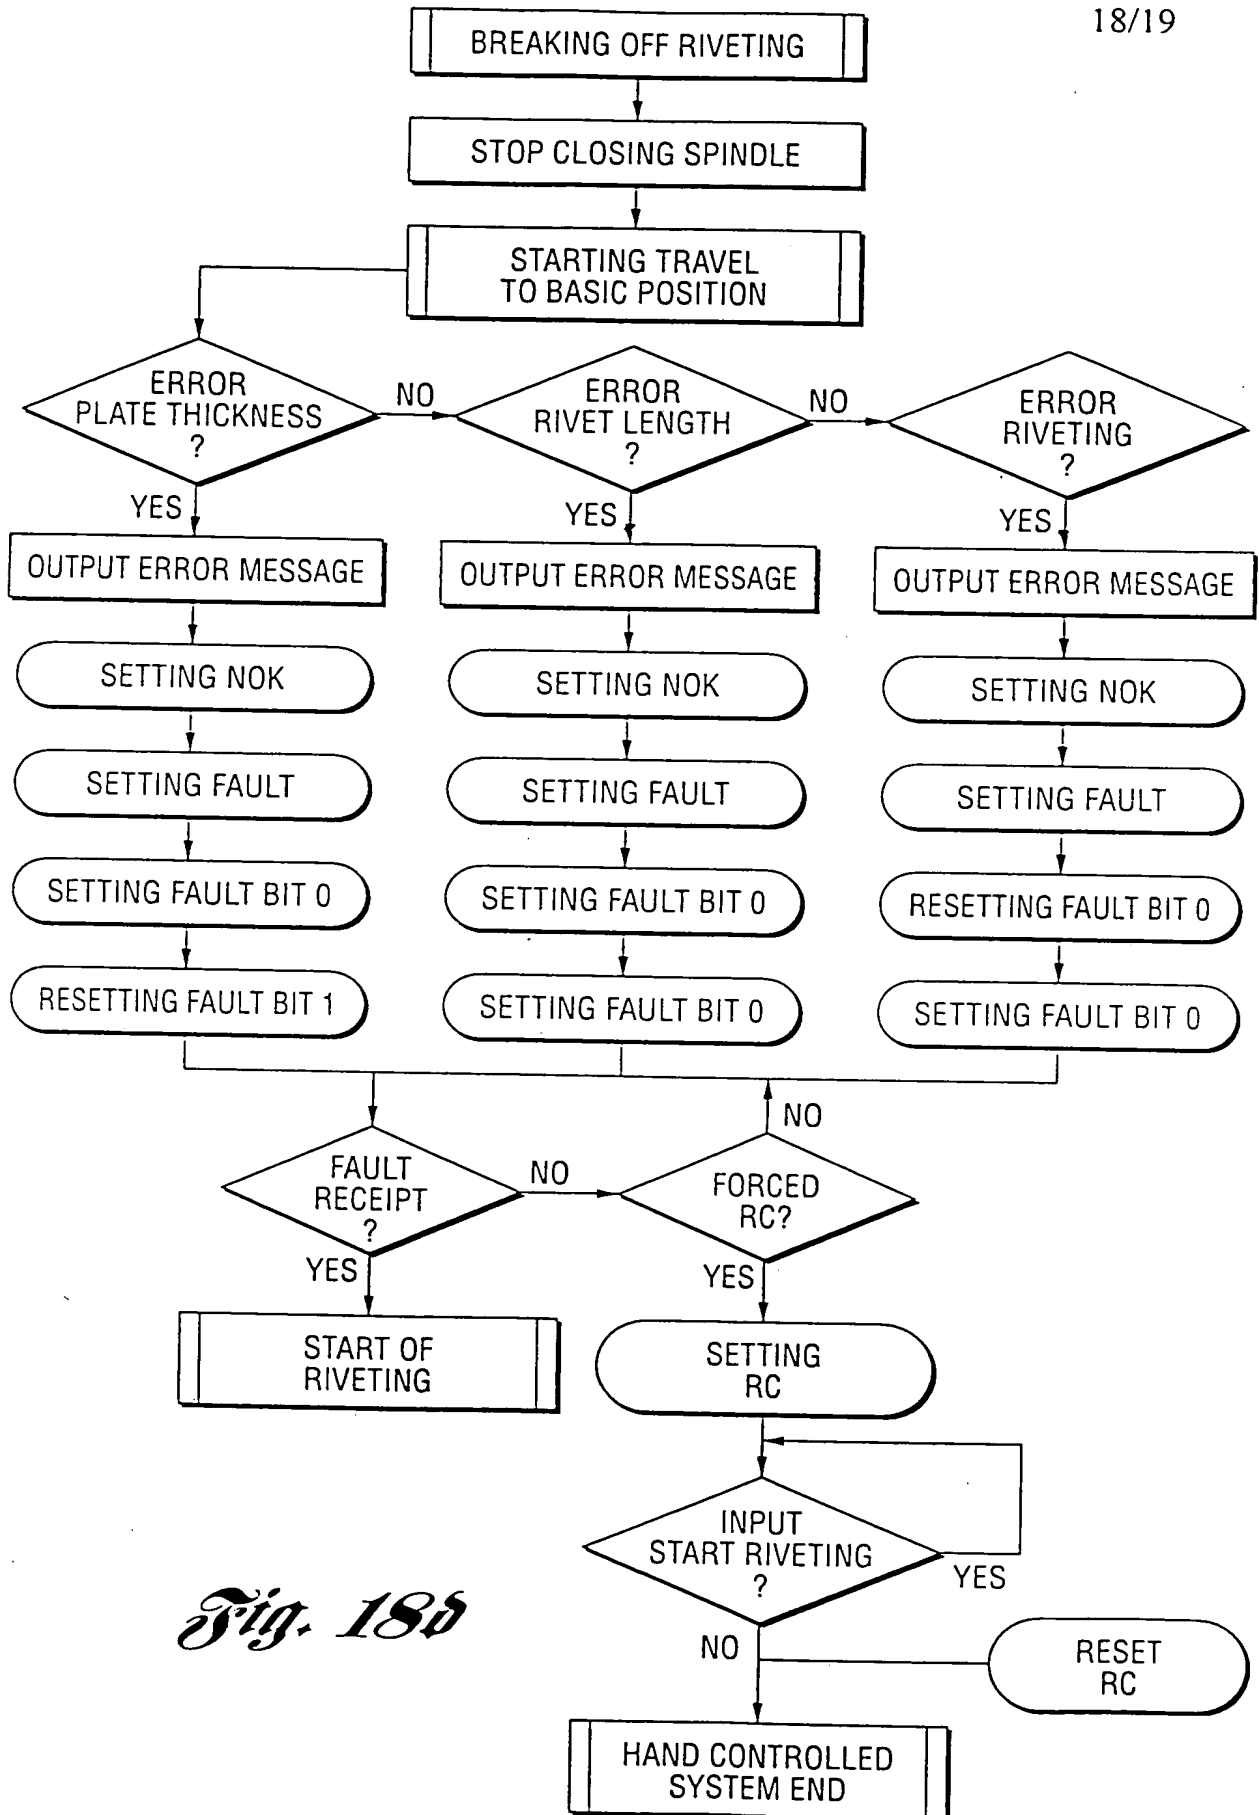 18/19
BREAKING OFF RIVETING
STOP CLOSING SPINDLE
STARTING TRAVEL
TO BASIC POSITION
ERROR
PLATE THICKNESS
?
NO
ERROR
RIVET LENGTH
?
NO
ERROR
RIVETING
?
YES
YES
YES
OUTPUT ERROR MESSAGE
OUTPUT ERROR MESSAGE
OUTPUT ERROR MESSAGE
SETTING NOK
SETTING NOK
SETTING NOK
SETTING FAULT
SETTING FAULT
SETTING FAULT
SETTING FAULT BIT 0
SETTING FAULT BIT 0
RESETTING FAULT BIT 0
RESETTING FAULT BIT 1
SETTING FAULT BIT 0
SETTING FAULT BIT 0
NO
FAULT
RECEIPT
?
NO
FORCED
RC?
YES
YES
START OF
RIVETING
SETTING
RC
INPUT
START RIVETING
?
YES
NO
RESET
RC
HAND CONTROLLED
SYSTEM END
Fig. 18d